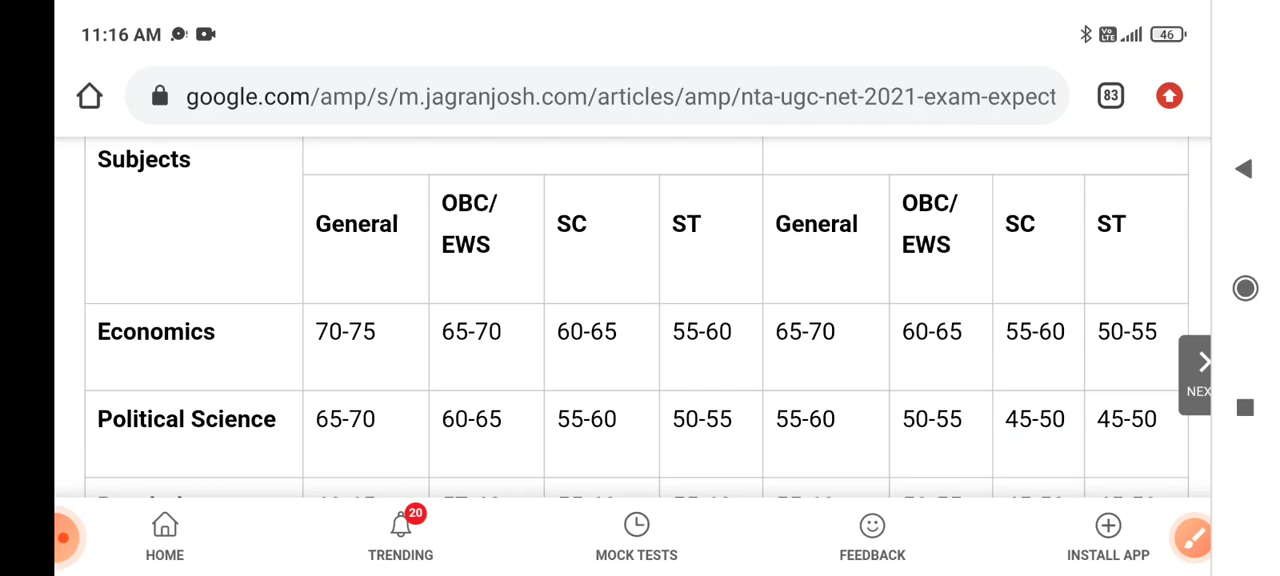 11:16 AM
Vo LTE
46
google.com/amp/s/m.jagranjosh.com/articles/amp/nta-ugc-net-2021-exam-expect
83
Subjects
General OBC/ EWS SC ST General OBC/ EWS SC ST
Economics 70-75 65-70 60-65 55-60 65-70 60-65 55-60 50-55
Political Science 65-70 60-65 55-60 50-55 55-60 50-55 45-50 45-50
NEX
20
HOME TRENDING MOCK TESTS FEEDBACK INSTALL APP